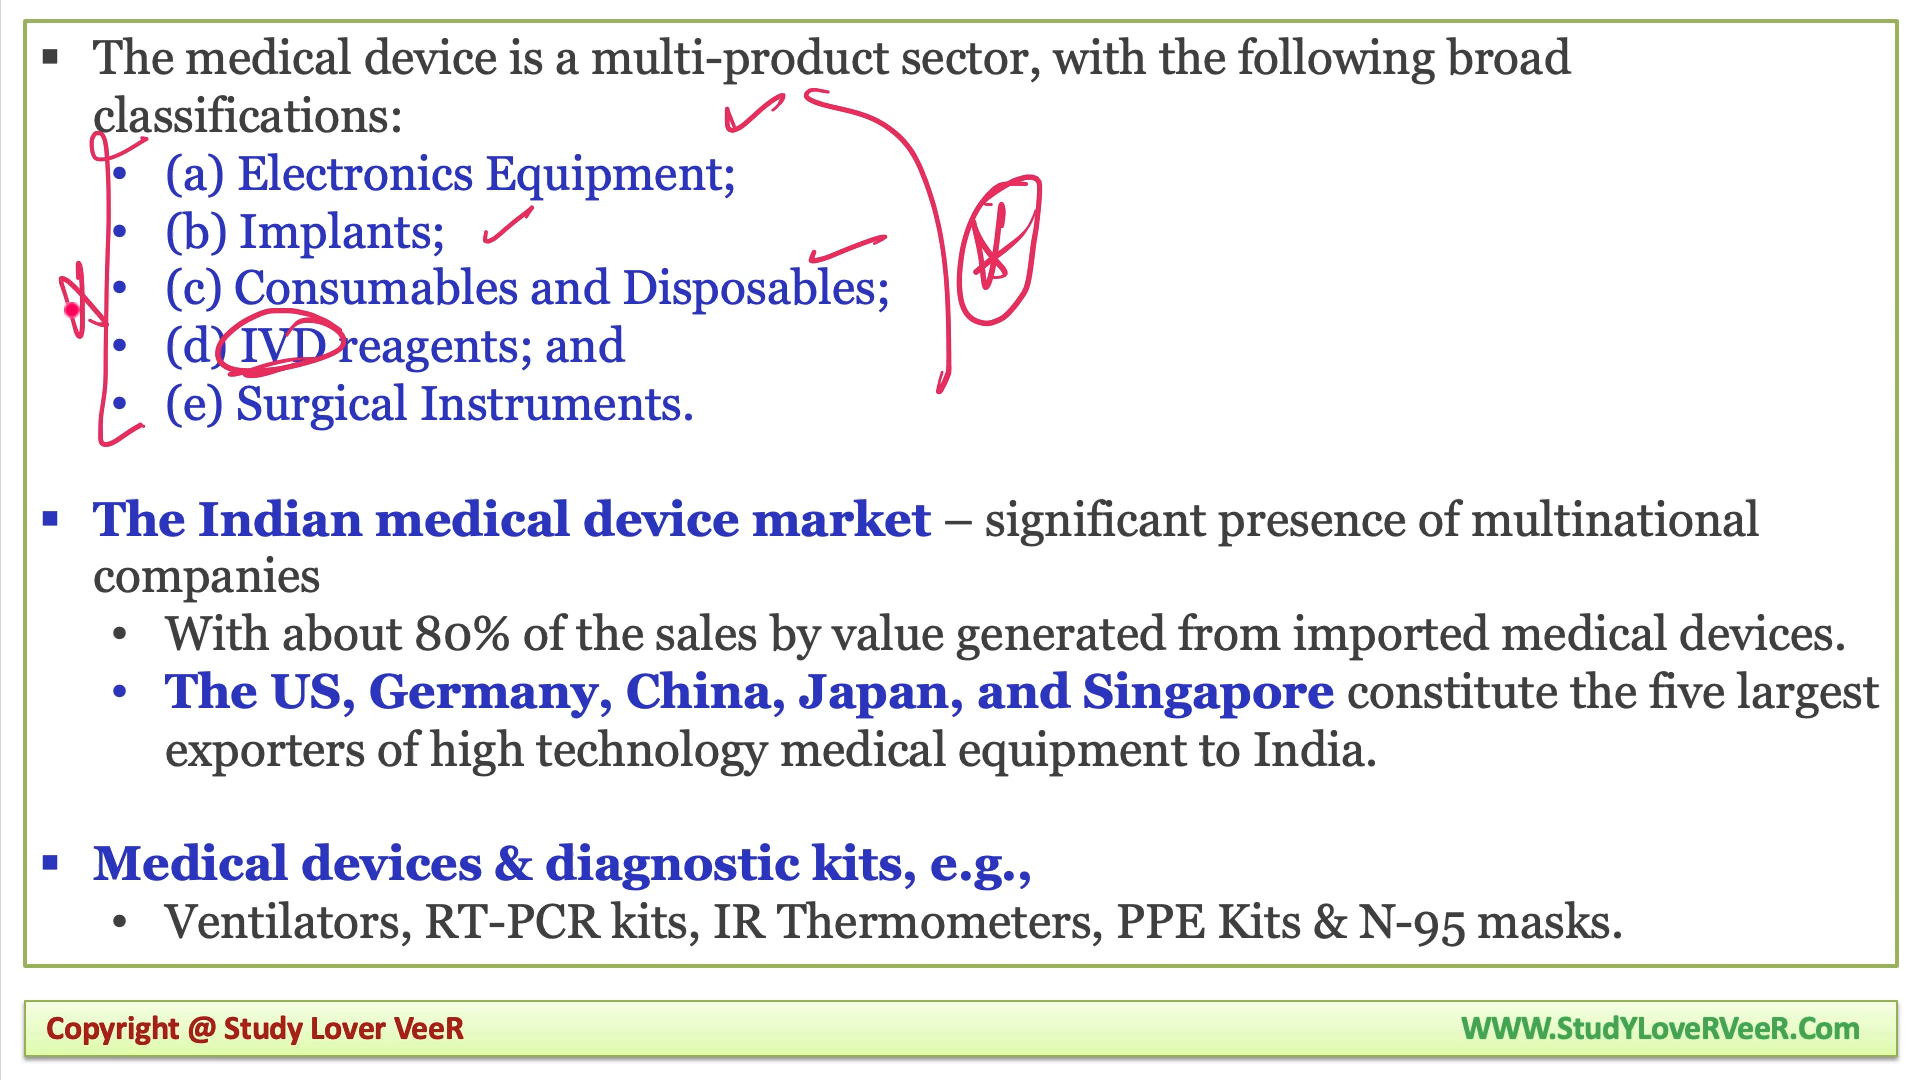 ▪ The medical device is a multi-product sector, with the following broad
classifications:
• (a) Electronics Equipment;
• (b) Implants;
• (c) Consumables and Disposables;
• (d) IVD reagents; and
• (e) Surgical Instruments.
▪ The Indian medical device market – significant presence of multinational
companies
• With about 80% of the sales by value generated from imported medical devices.
• The US, Germany, China, Japan, and Singapore constitute the five largest
exporters of high technology medical equipment to India.
▪ Medical devices & diagnostic kits, e.g.,
• Ventilators, RT-PCR kits, IR Thermometers, PPE Kits & N-95 masks.
Copyright @ Study Lover VeeR
WWW.StudYLoveRVeeR.Com